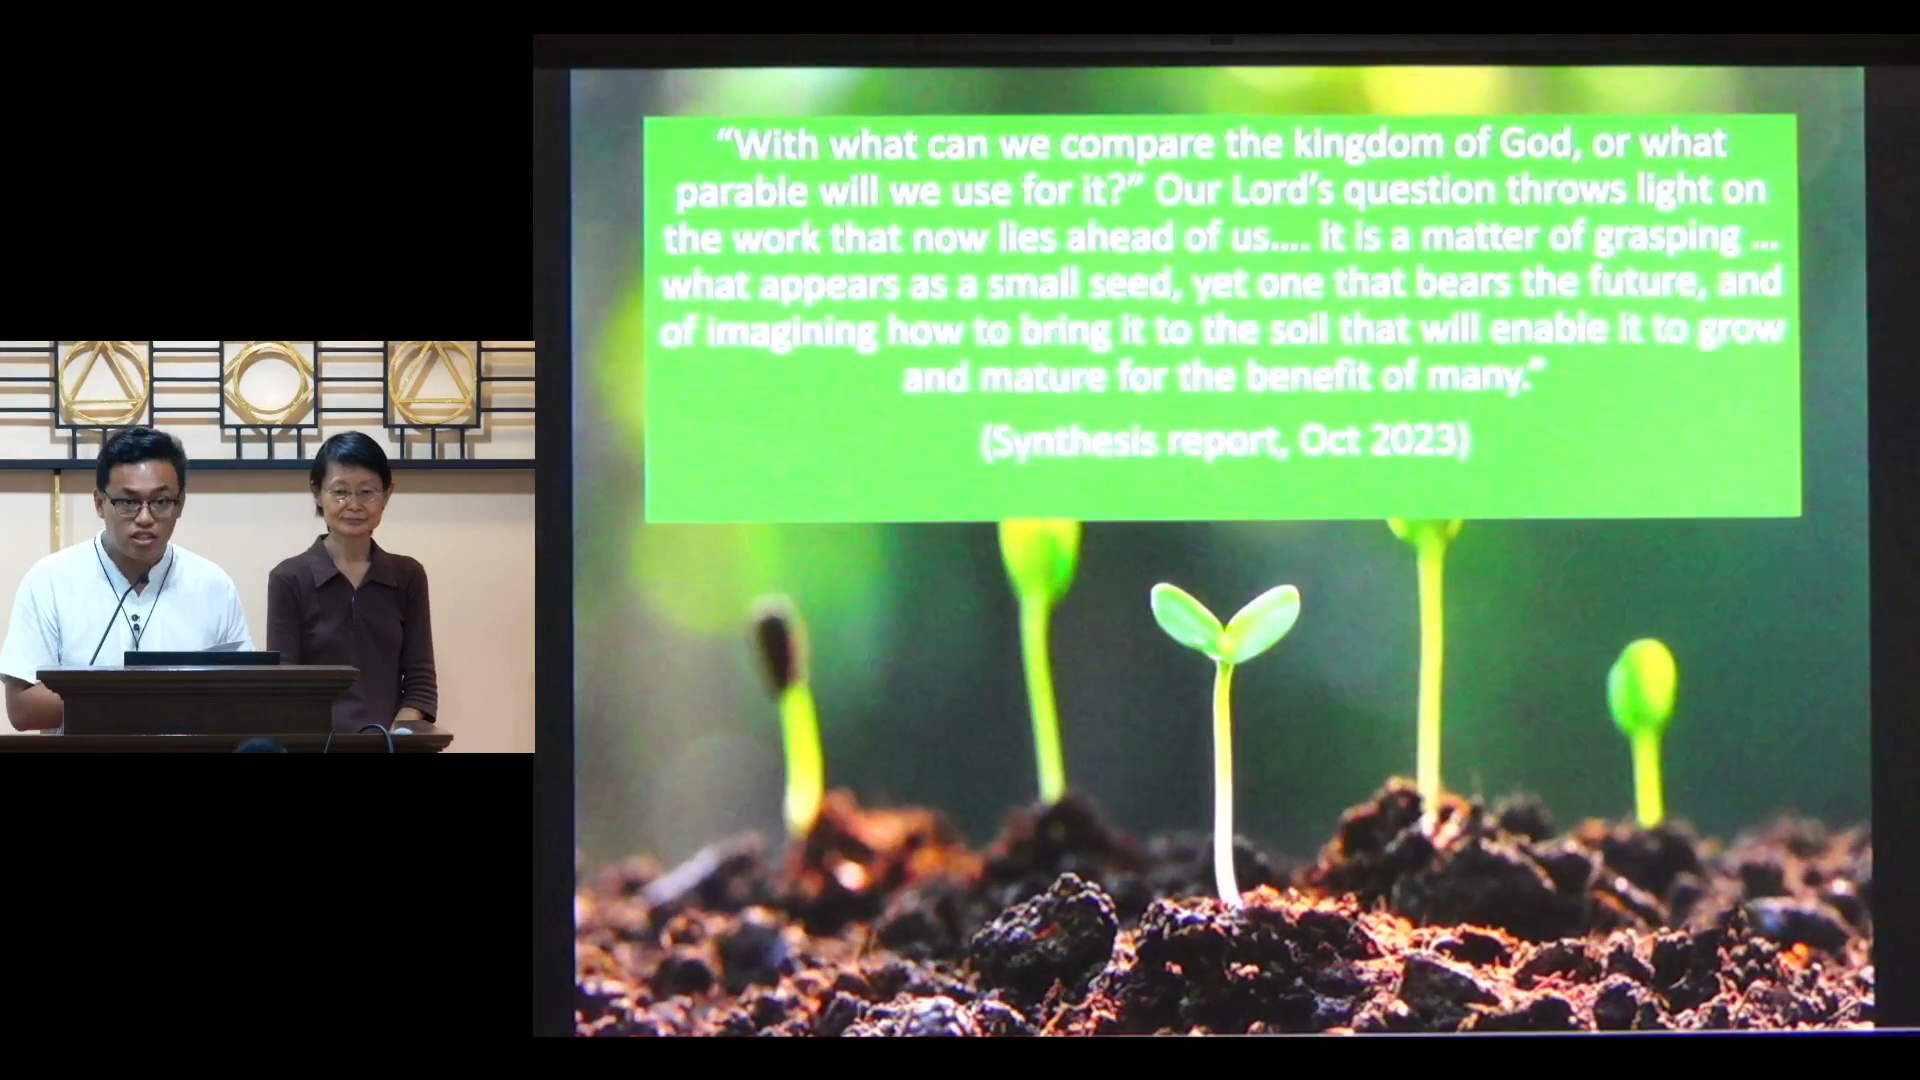 “With what can we compare the kingdom of God, or what
parable will we use for it?” Our Lord’s question throws light on
the work that now lies ahead of us.... it is a matter of grasping ...
what appears as a small seed, yet one that bears the future, and
of imagining how to bring it to the soil that will enable it to grow
and mature for the benefit of many.”
(Synthesis report, Oct 2023)